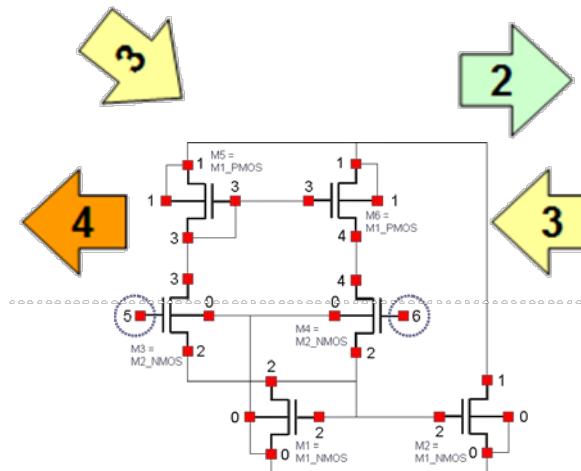 3
2
4
3
M5 =
M1_PMOS
1
1
1
3
3
1
M6 =
M1_PMOS
3
4
3
4
5
0
0
6
M3 =
M2_NMOS
M4 =
M2_NMOS
2
2
2
1
0
2
2
0
M1 =
M1_NMOS
M2 =
M1_NMOS
0
0